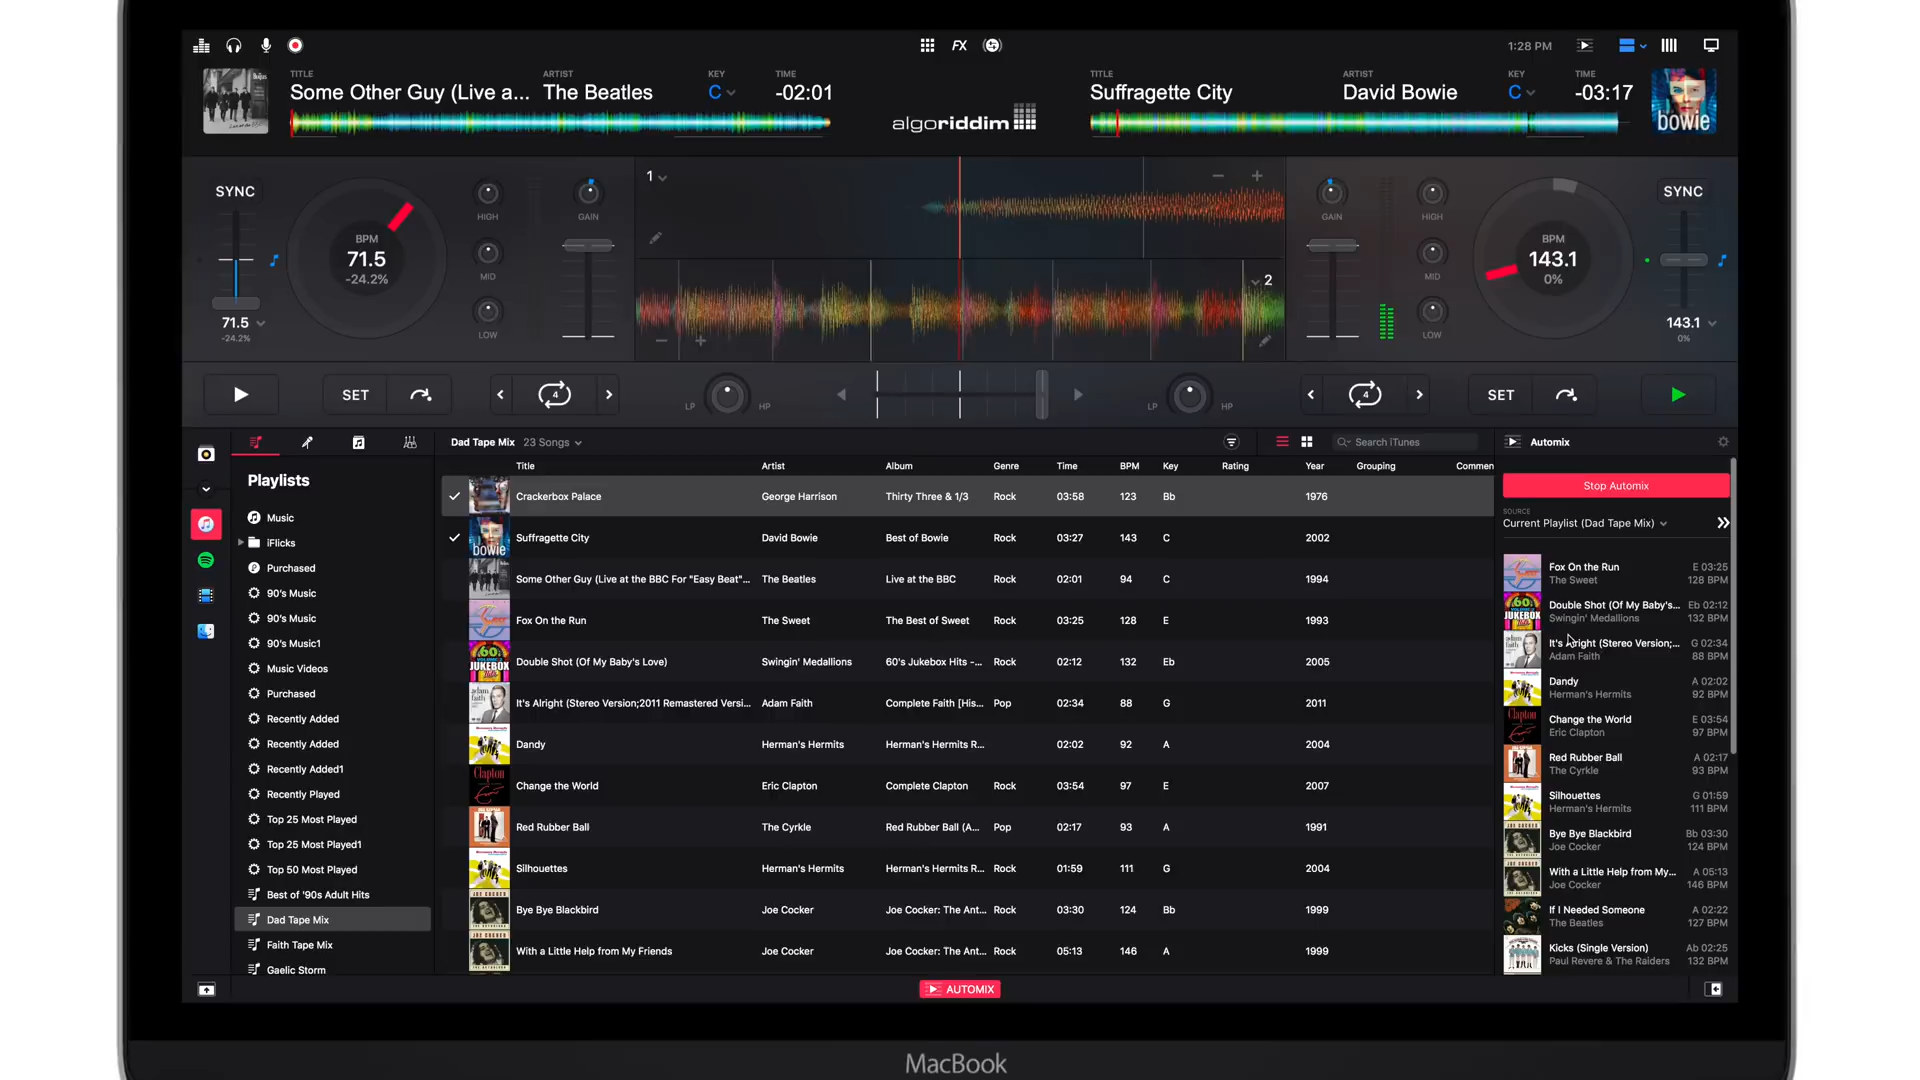 FX
1:28 PM
TITLE ARTIST KEY TIME
Some Other Guy (Live a... The Beatles C -02:01
TITLE ARTIST KEY TIME
Suffragette City David Bowie C -03:17
bowie
algoriddim
SYNC
BPM
71.5
-24.2%
71.5
-24.2%
HIGH
MID
LOW
GAIN
1
2
GAIN
HIGH
MID
LOW
BPM
143.1
0%
SYNC
143.1
0%
SET
4
LP HP
LP HP
4
SET
Dad Tape Mix 23 Songs
Search iTunes
Automix
Playlists
Music
iFlicks
Purchased
90's Music
90's Music
90's Music1
Music Videos
Purchased
Recently Added
Recently Added
Recently Added1
Recently Played
Top 25 Most Played
Top 25 Most Played1
Top 50 Most Played
Best of '90s Adult Hits
Dad Tape Mix
Faith Tape Mix
Gaelic Storm
Title Artist Album Genre Time BPM Key Rating Year Grouping Commen
Crackerbox Palace George Harrison Thirty Three & 1/3 Rock 03:58 123 Bb 1976
Suffragette City David Bowie Best of Bowie Rock 03:27 143 C 2002
Some Other Guy (Live at the BBC For "Easy Beat"... The Beatles Live at the BBC Rock 02:01 94 C 1994
Fox On the Run The Sweet The Best of Sweet Rock 03:25 128 E 1993
Double Shot (Of My Baby's Love) Swingin' Medallions 60's Jukebox Hits -... Rock 02:12 132 Eb 2005
It's Alright (Stereo Version;2011 Remastered Versi... Adam Faith Complete Faith [His... Pop 02:34 88 G 2011
Dandy Herman's Hermits Herman's Hermits R... Rock 02:02 92 A 2004
Change the World Eric Clapton Complete Clapton Rock 03:54 97 E 2007
Red Rubber Ball The Cyrkle Red Rubber Ball (A... Pop 02:17 93 A 1991
Silhouettes Herman's Hermits Herman's Hermits R... Rock 01:59 111 G 2004
Bye Bye Blackbird Joe Cocker Joe Cocker: The Ant... Rock 03:30 124 Bb 1999
With a Little Help from My Friends Joe Cocker Joe Cocker: The Ant... Rock 05:13 146 A 1999
Stop Automix
SOURCE
Current Playlist (Dad Tape Mix)
Fox On the Run E 03:25
The Sweet 128 BPM
Double Shot (Of My Baby's... Eb 02:12
Swingin' Medallions 132 BPM
It's Alright (Stereo Version;... G 02:34
Adam Faith 88 BPM
Dandy A 02:02
Herman's Hermits 92 BPM
Change the World E 03:54
Eric Clapton 97 BPM
Red Rubber Ball A 02:17
The Cyrkle 93 BPM
Silhouettes G 01:59
Herman's Hermits 111 BPM
Bye Bye Blackbird Bb 03:30
Joe Cocker 124 BPM
With a Little Help from My... A 05:13
Joe Cocker 146 BPM
If I Needed Someone A 02:22
The Beatles 127 BPM
Kicks (Single Version) Ab 02:25
Paul Revere & The Raiders 132 BPM
AUTOMIX
MacBook